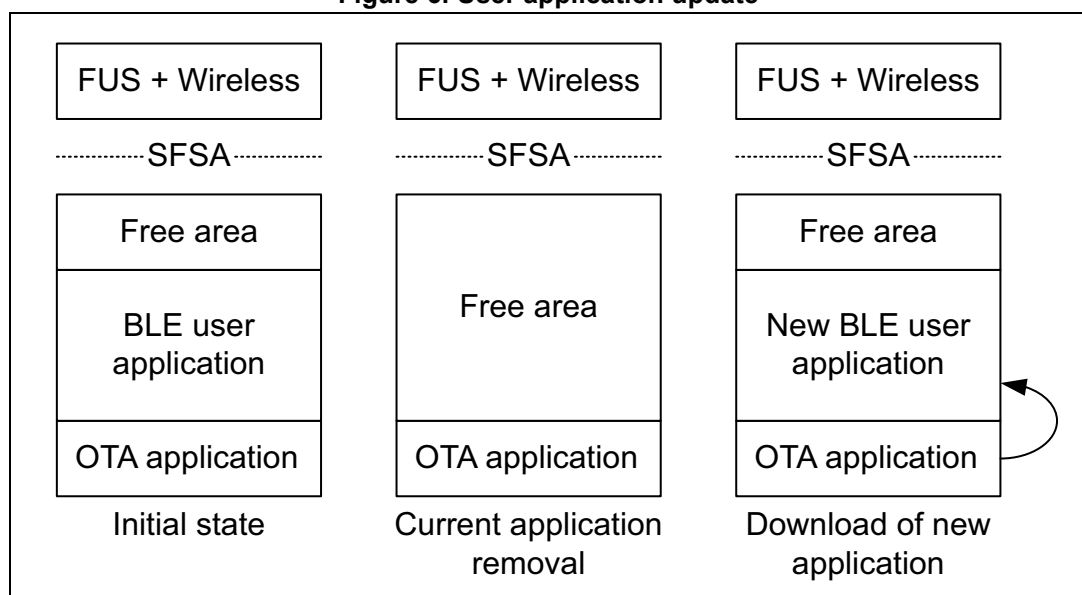 Figure User application update
FUS + Wireless
SFSA
Free area
BLE user
application
OTA application
Initial state
FUS + Wireless
SFSA
Free area
OTA application
Current application
removal
FUS + Wireless
SFSA
Free area
New BLE user
application
OTA application
Download of new
application